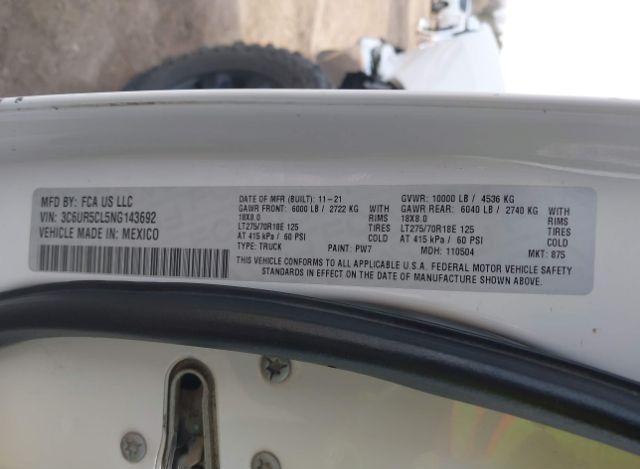 MFD BY: FCA US LLC
VIN: 3C6UR5CL5NG143692
VEHICLE MADE IN: MEXICO
DATE OF MFR (BUILT): 11-21
GAWR FRONT: 6000 LB / 2722 KG WITH
18X8.0 RIMS
LT275/70R18E 125 TIRES
AT 415 kPa / 60 PSI COLD
TYPE: TRUCK PAINT: PW7
GVWR: 10000 LB / 4536 KG
GAWR REAR: 6040 LB / 2740 KG WITH
18X8.0 RIMS
LT275/70R18E 125 TIRES
AT 415 kPa / 60 PSI COLD
MDH: 110504 MKT: 875
THIS VEHICLE CONFORMS TO ALL APPLICABLE U.S.A. FEDERAL MOTOR VEHICLE SAFETY
STANDARDS IN EFFECT ON THE DATE OF MANUFACTURE SHOWN ABOVE.